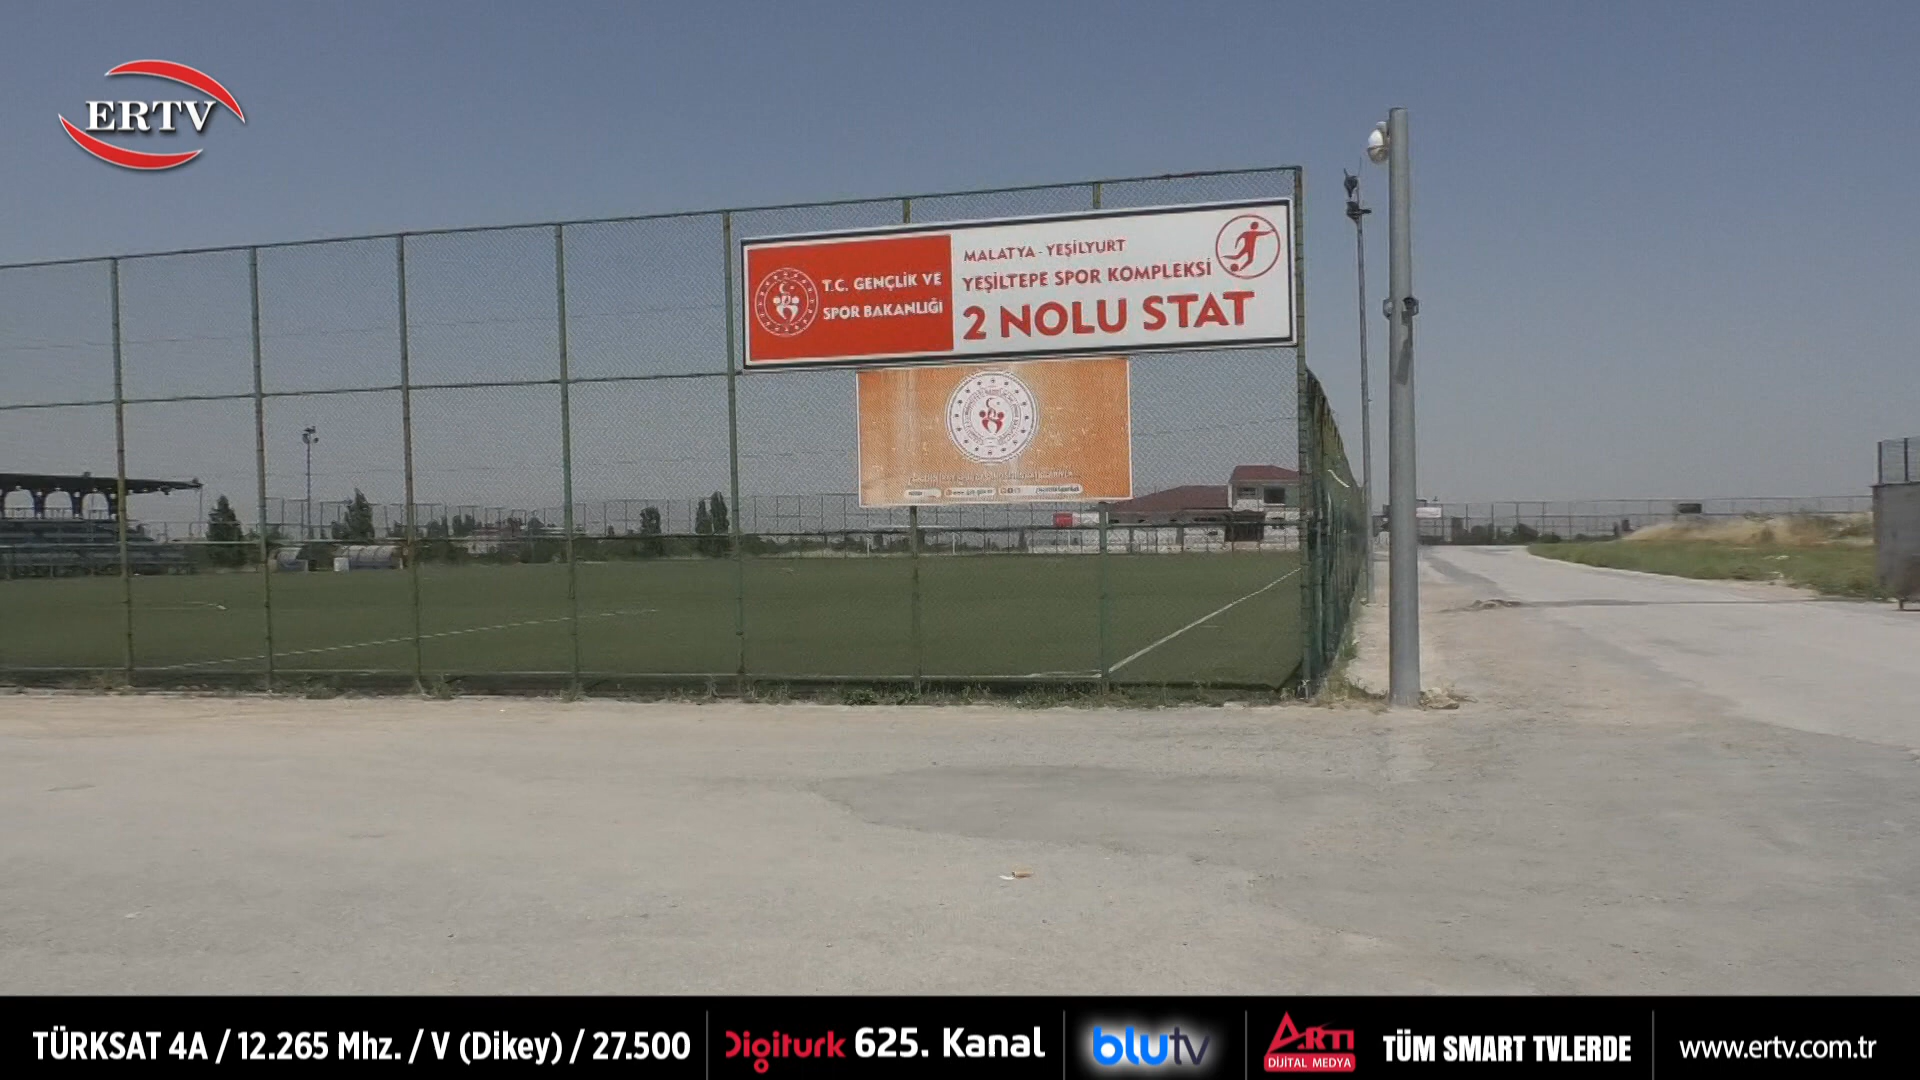 ERTV
T.C. GENÇLİK VE
SPOR BAKANLIĞI
MALATYA - YEŞİLYURT
YEŞİLTEPE SPOR KOMPLEKSİ
2 NOLU STAT
TÜRKSAT 4A / 12.265 Mhz. / V (Dikey) / 27.500
Digiturk 625. Kanal
blutv
ARTI
DİJİTAL MEDYA
TÜM SMART TVLERDE
www.ertv.com.tr